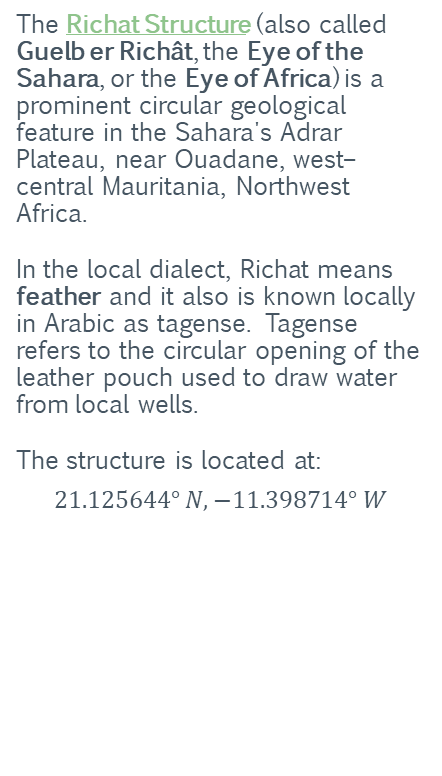 The Richat Structure (also called
Guelb er Richât, the Eye of the
Sahara, or the Eye of Africa) is a
prominent circular geological
feature in the Sahara's Adrar
Plateau, near Ouadane, west–
central Mauritania, Northwest
Africa.
In the local dialect, Richat means
feather and it also is known locally
in Arabic as tagense. Tagense
refers to the circular opening of the
leather pouch used to draw water
from local wells.
The structure is located at:
21.125644° N, −11.398714° W